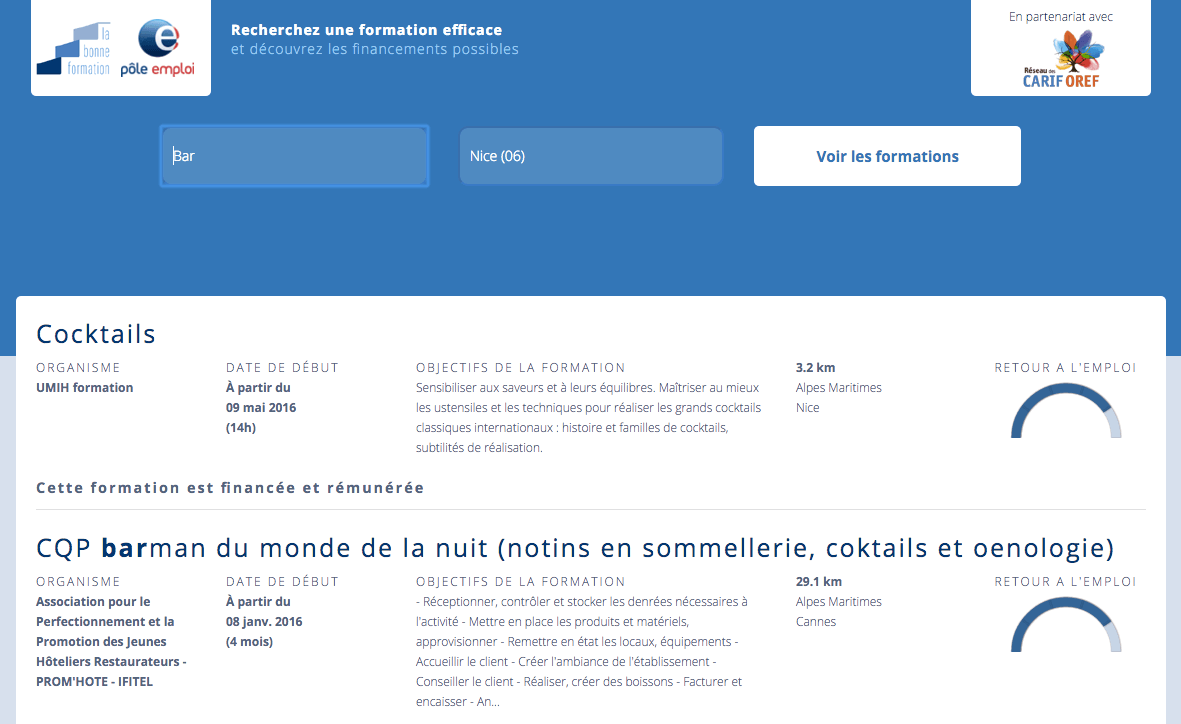 la
bonne
formation
pôle emploi
Recherchez une formation efficace
et découvrez les financements possibles
En partenariat avec
Réseau des
CARIF OREF
Bar
Nice (06)
Voir les formations
Cocktails
ORGANISME
UMIH formation
DATE DE DÉBUT
À partir du
09 mai 2016
(14h)
OBJECTIFS DE LA FORMATION
Sensibiliser aux saveurs et à leurs équilibres. Maîtriser au mieux
les ustensiles et les techniques pour réaliser les grands cocktails
classiques internationaux : histoire et familles de cocktails,
subtilités de réalisation.
3.2 km
Alpes Maritimes
Nice
RETOUR A L'EMPLOI
Cette formation est financée et rémunérée
CQP barman du monde de la nuit (notins en sommellerie, coktails et oenologie)
ORGANISME
Association pour le
Perfectionnement et la
Promotion des Jeunes
Hôteliers Restaurateurs -
PROM'HOTE - IFITEL
DATE DE DÉBUT
À partir du
08 janv. 2016
(4 mois)
OBJECTIFS DE LA FORMATION
- Réceptionner, contrôler et stocker les denrées nécessaires à
l'activité - Mettre en place les produits et matériels,
approvisionner - Remettre en état les locaux, équipements -
Accueillir le client - Créer l'ambiance de l'établissement -
Conseiller le client - Réaliser, créer des boissons - Facturer et
encaisser - An...
29.1 km
Alpes Maritimes
Cannes
RETOUR A L'EMPLOI